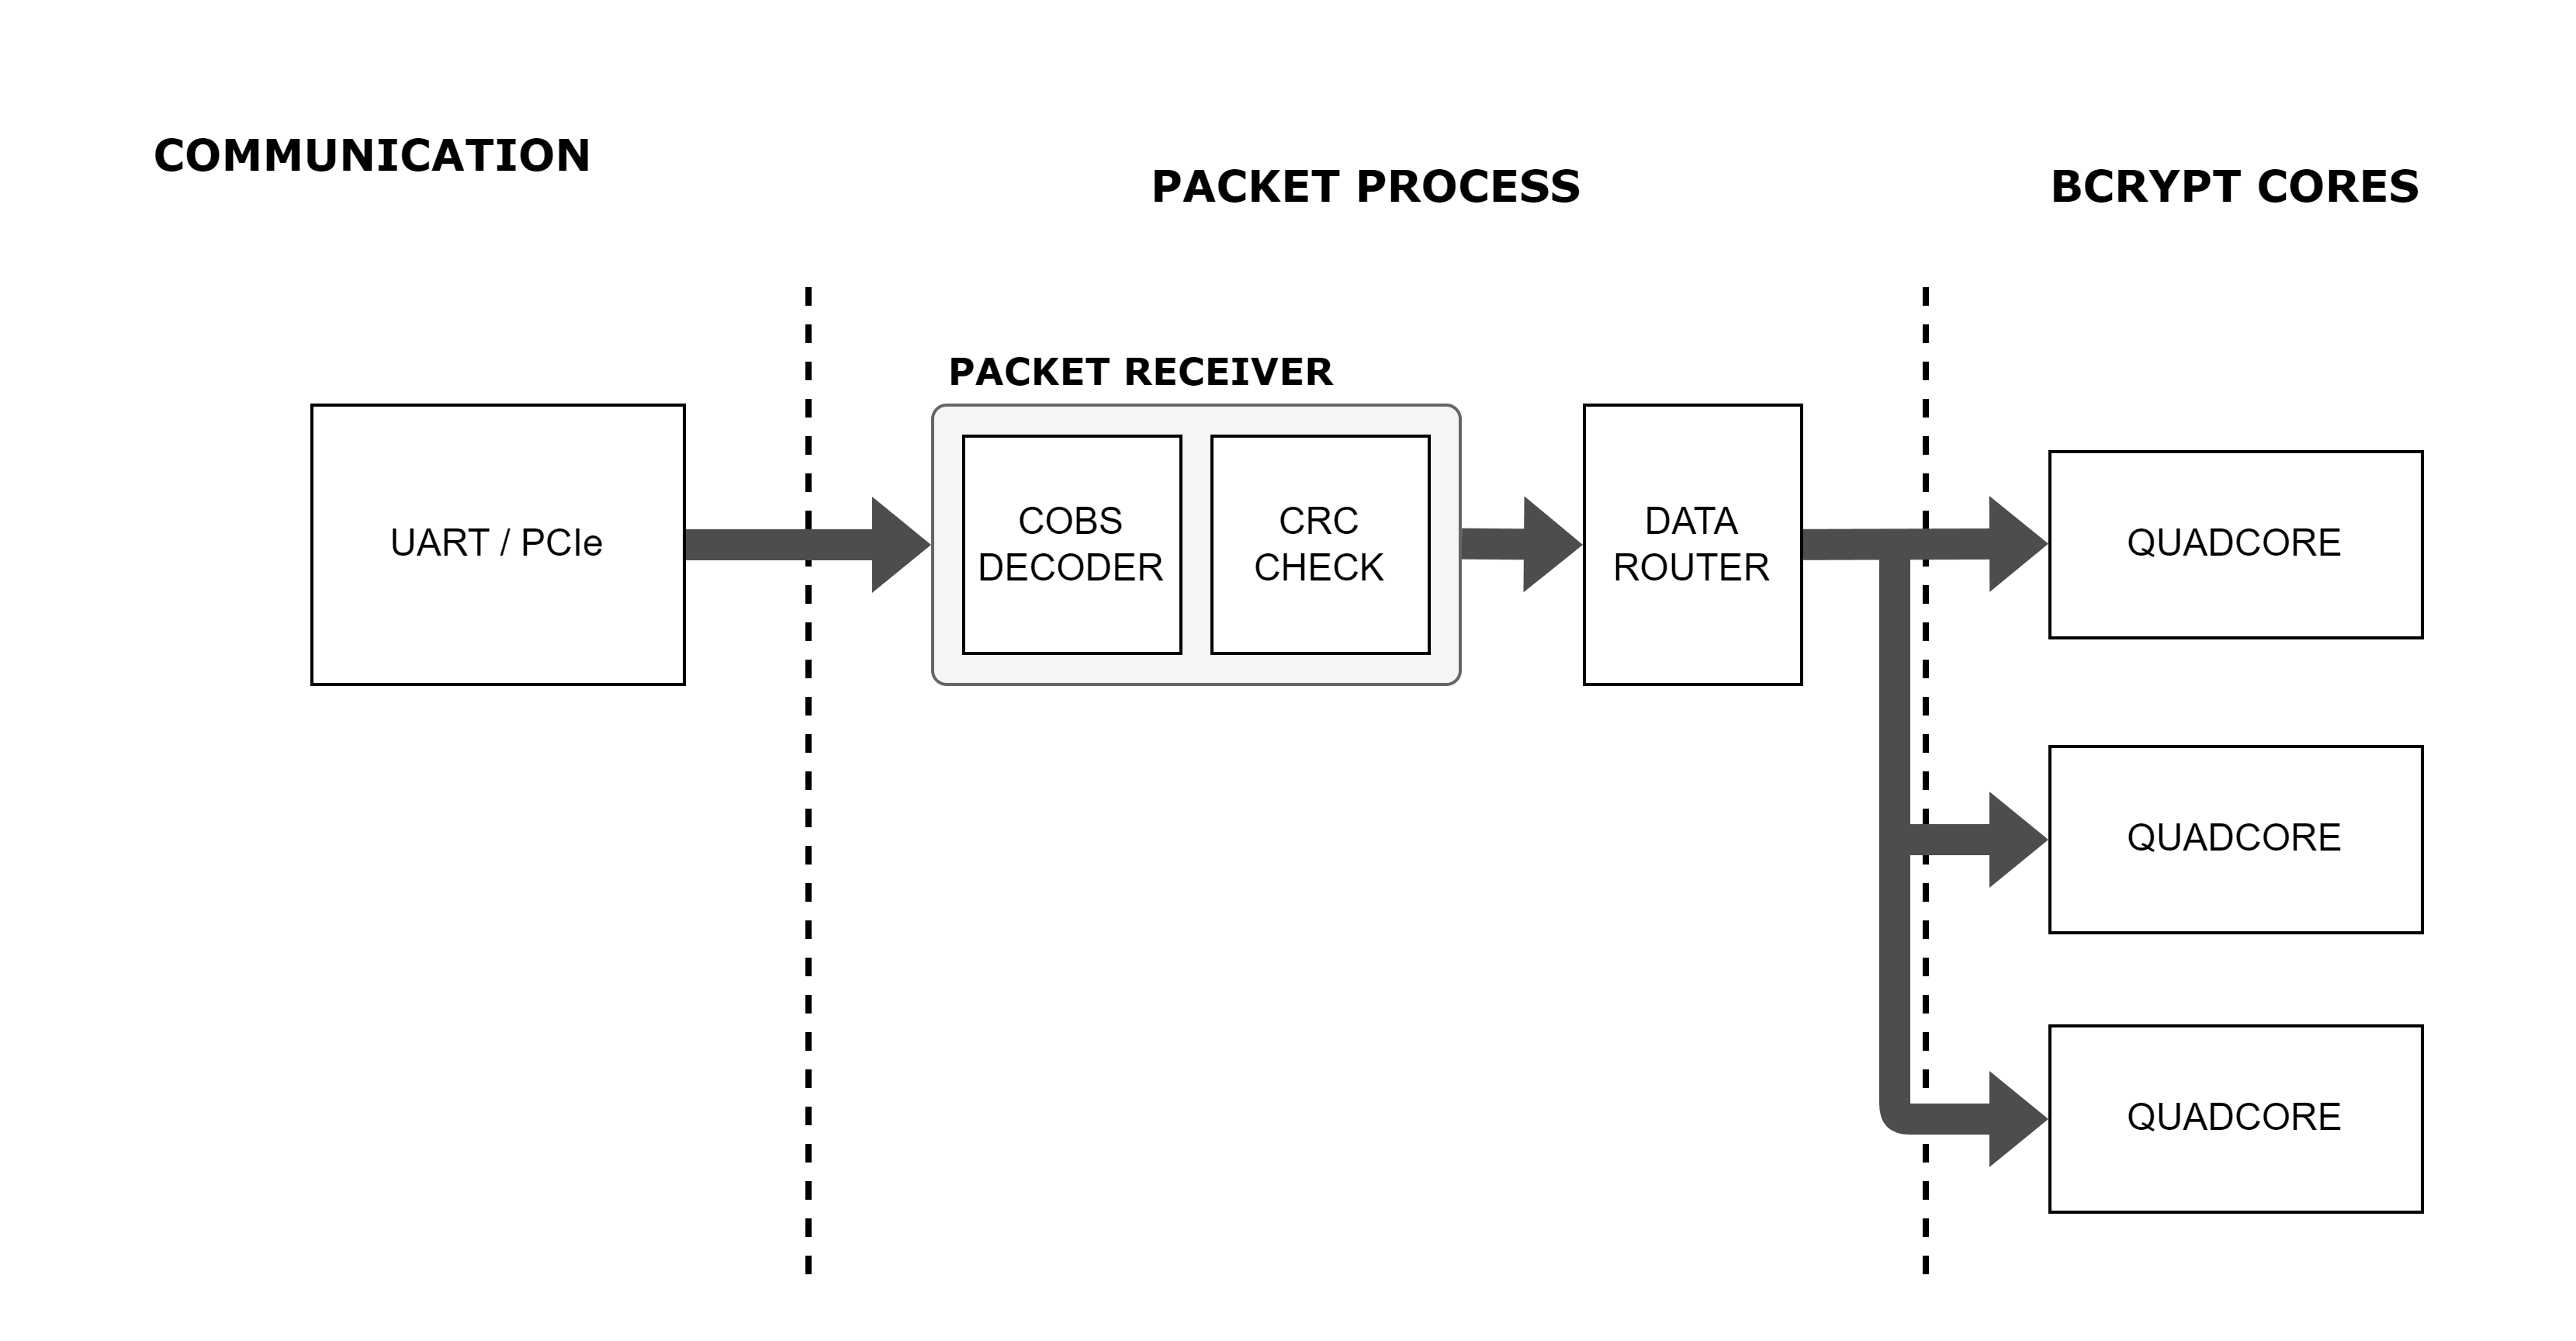 COMMUNICATION
PACKET PROCESS
BCRYPT CORES
PACKET RECEIVER
UART / PCIe
COBS
DECODER
CRC
CHECK
DATA
ROUTER
QUADCORE
QUADCORE
QUADCORE